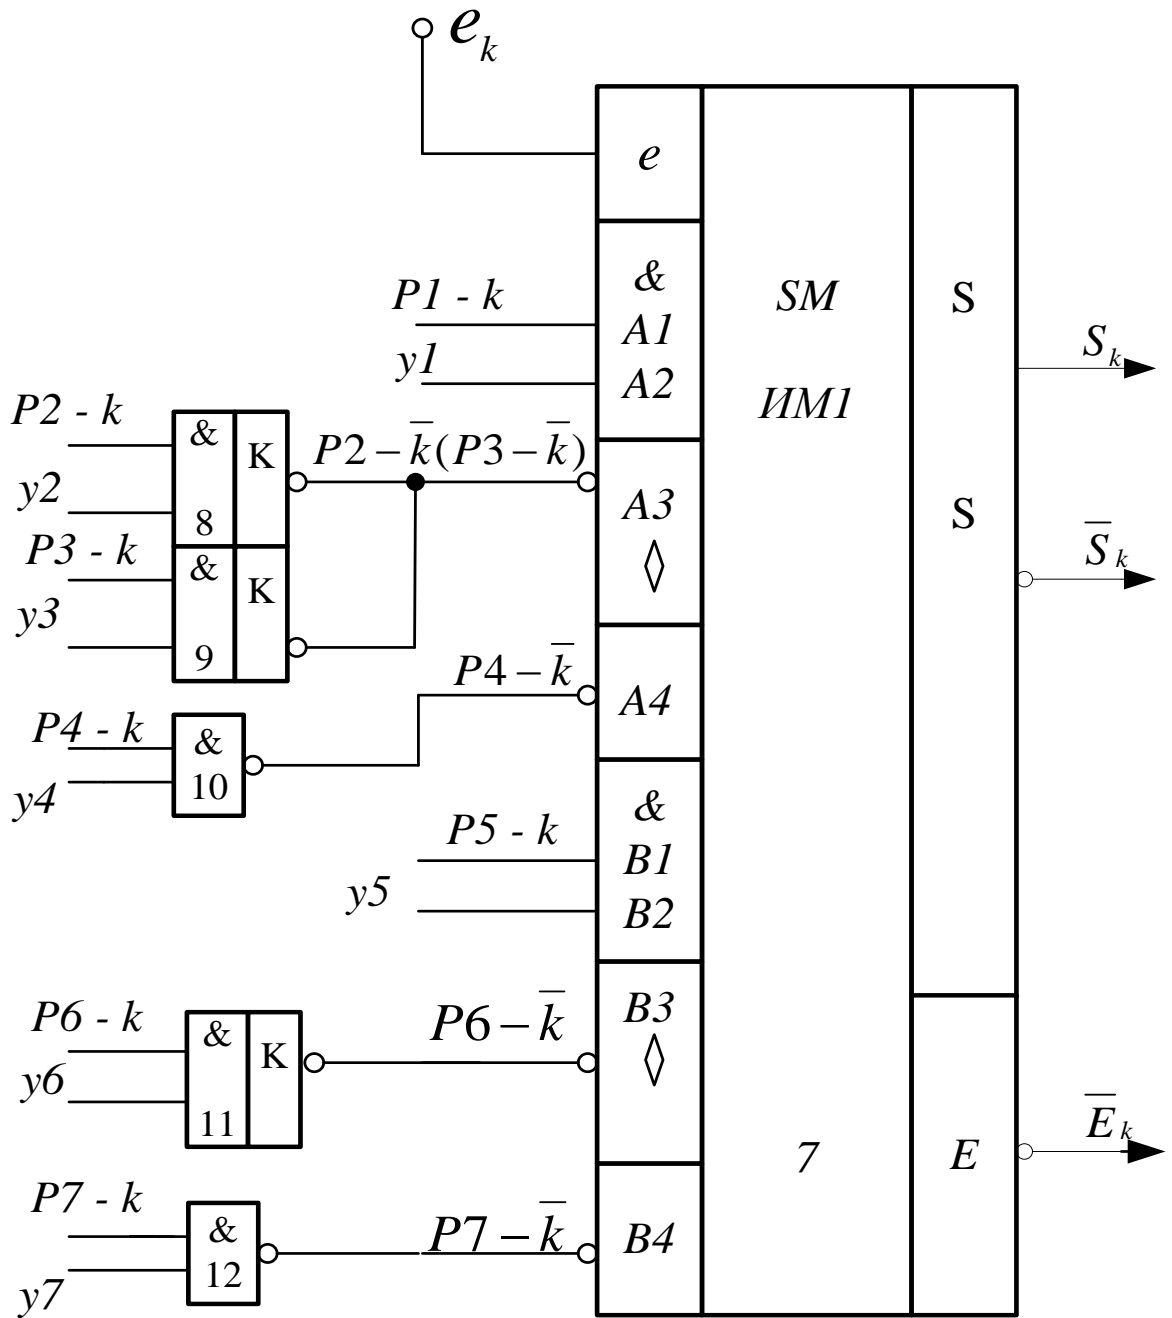 e_k
e
&
P1 - k
A1
SM
S
y1
A2
S_k
P2 - k
&
K
P2 – k̅(P3 – k̅)
ИМ1
y2
8
A3
S
P3 - k
&
K
S̅_k
y3
9
P4 – k̅
A4
P4 - k
&
10
y4
&
P5 - k
B1
y5
B2
P6 - k
&
K
P6 – k̅
B3
y6
11
E̅_k
7
E
P7 - k
&
P7 – k̅
B4
12
y7